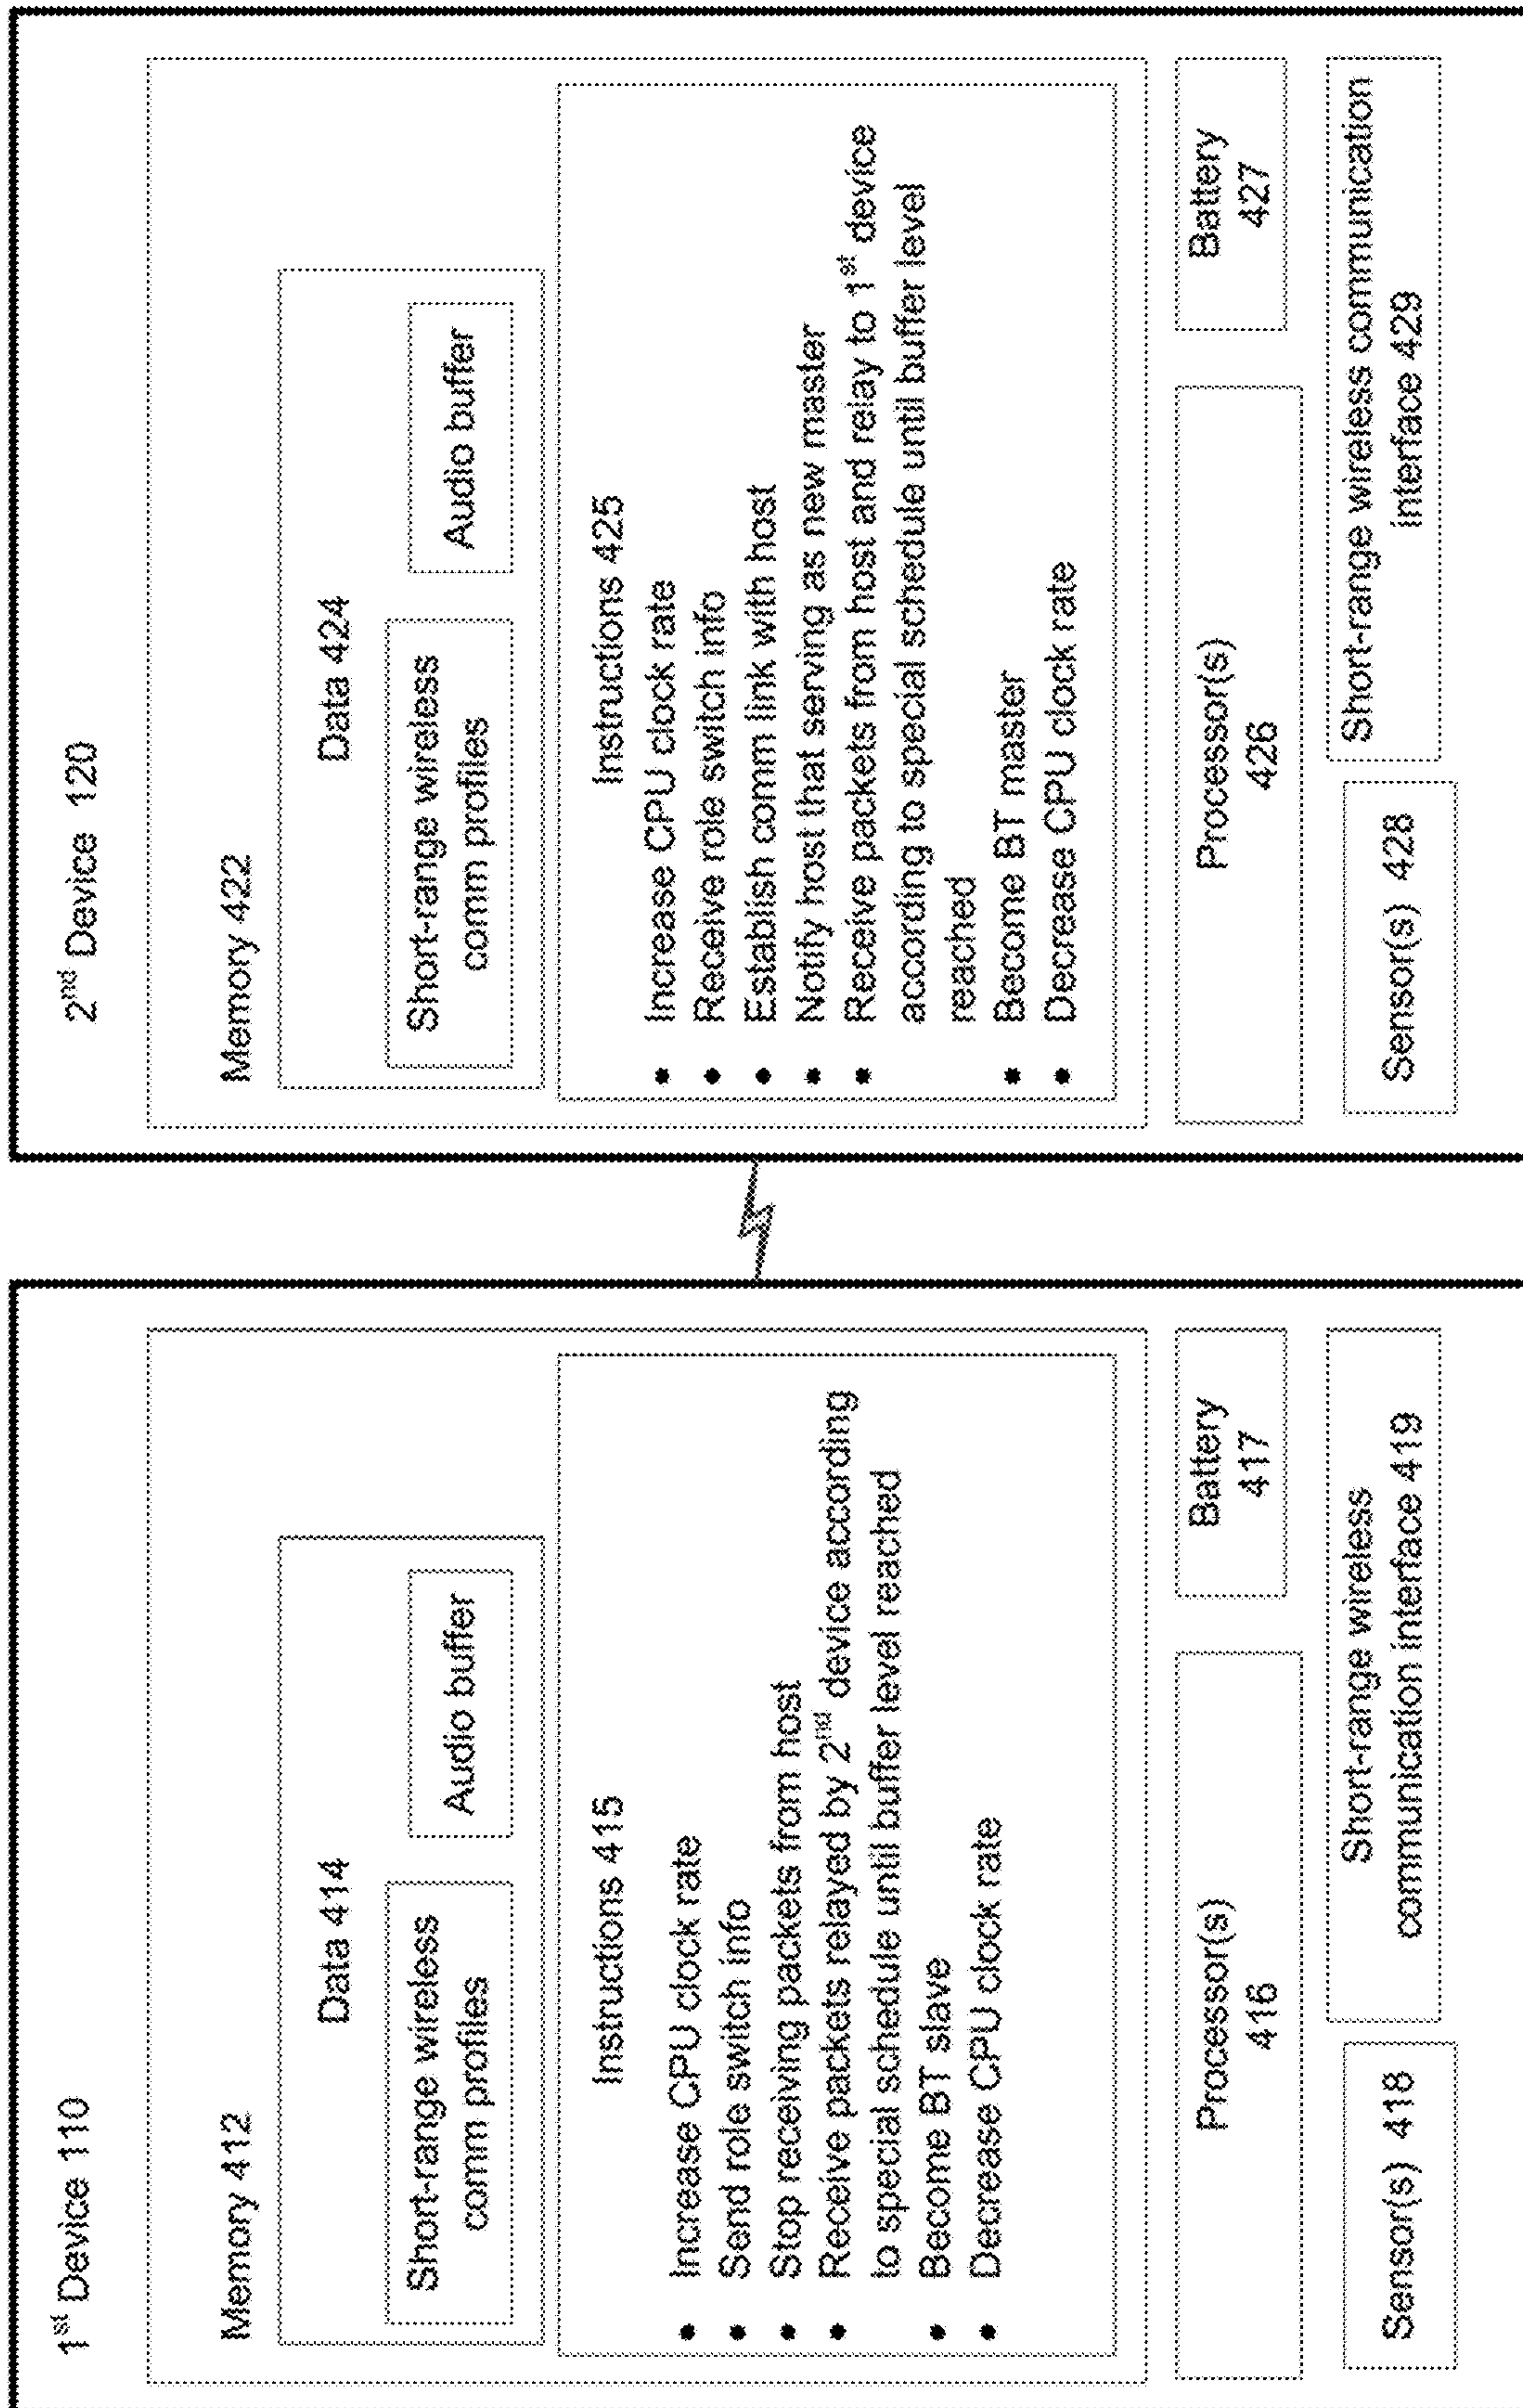 1st Device 110
Memory 412
Data 414
Short-range wireless
comm profiles
Audio buffer
Instructions 415
• Increase CPU clock rate
• Send role switch info
• Stop receiving packets from host
• Receive packets relayed by 2nd device according
to special schedule until buffer level reached
• Become BT slave
• Decrease CPU clock rate
Processor(s)
416
Battery
417
Sensor(s) 418
Short-range wireless
communication interface 419
2nd Device 120
Memory 422
Data 424
Short-range wireless
comm profiles
Audio buffer
Instructions 425
• Increase CPU clock rate
• Receive role switch info
• Establish comm link with host
• Notify host that serving as new master
• Receive packets from host and relay to 1st device
according to special schedule until buffer level
reached
• Become BT master
• Decrease CPU clock rate
Processor(s)
426
Battery
427
Sensor(s) 428
Short-range wireless communication
interface 429